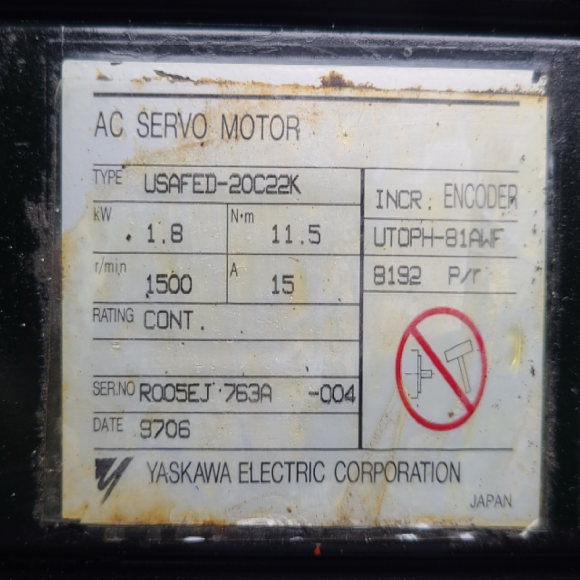 AC SERVO MOTOR
TYPE USAFED-20C22K
INCR. ENCODER
kW 1.8 N·m 11.5
UTOPH-81AWF
r/min 1500 A 15
8192 P/r
RATING CONT.
SER.NO R005EJ 763A -004
DATE 9706
YASKAWA ELECTRIC CORPORATION
JAPAN